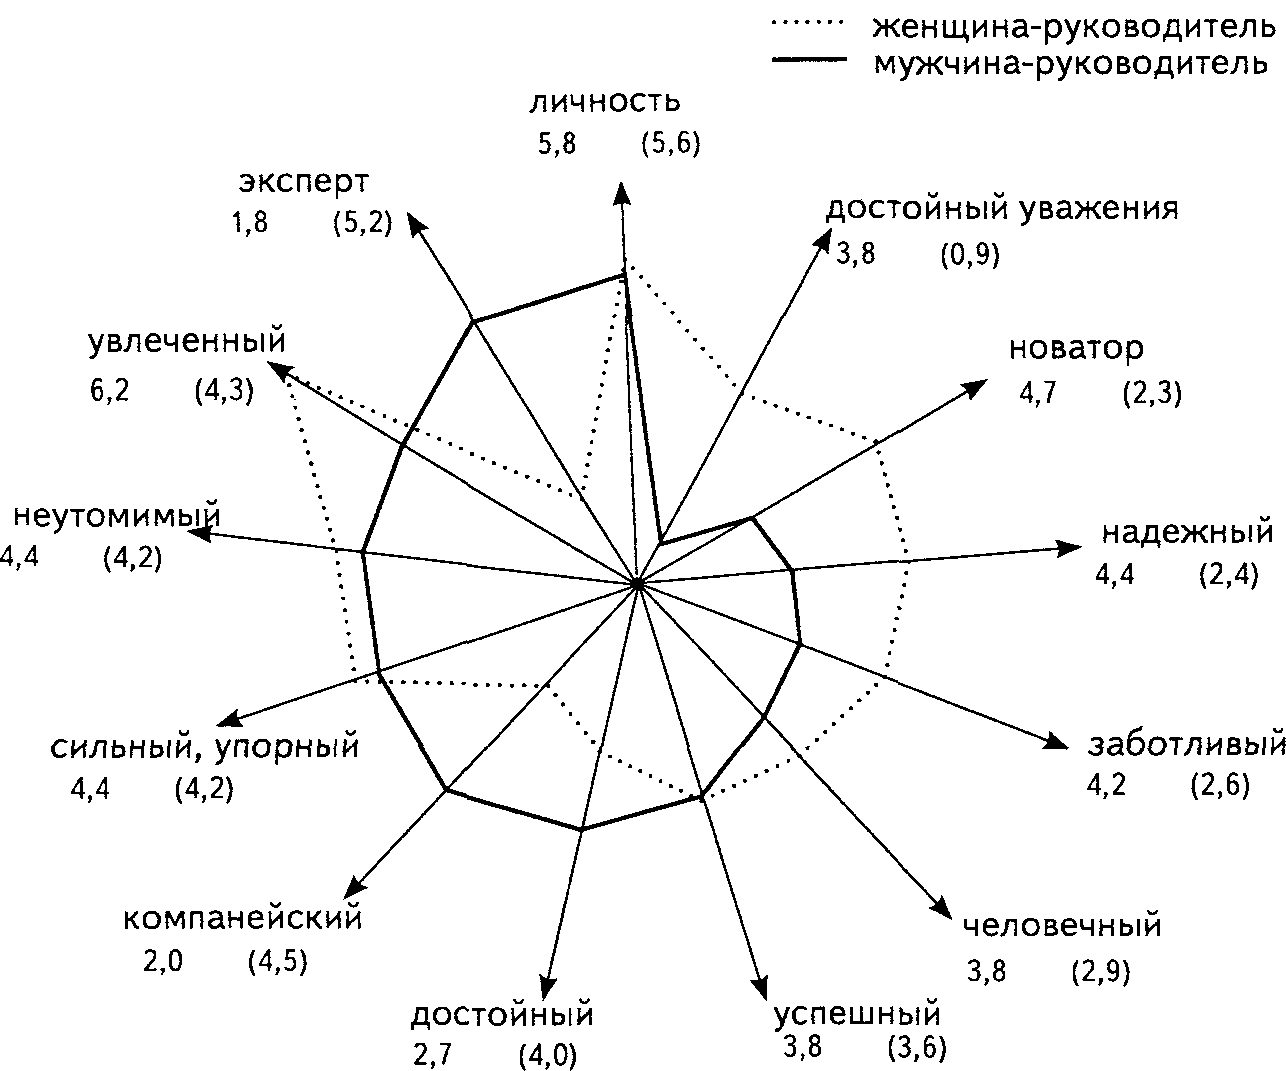 женщина-руководитель
мужчина-руководитель
личность
5,8 (5,6)
эксперт
1,8 (5,2)
достойный уважения
3,8 (0,9)
увлеченный
6,2 (4,3)
новатор
4,7 (2,3)
неутомимый
4,4 (4,2)
надежный
4,4 (2,4)
сильный, упорный
4,4 (4,2)
заботливый
4,2 (2,6)
компанейский
2,0 (4,5)
человечный
3,8 (2,9)
достойный
2,7 (4,0)
успешный
3,8 (3,6)